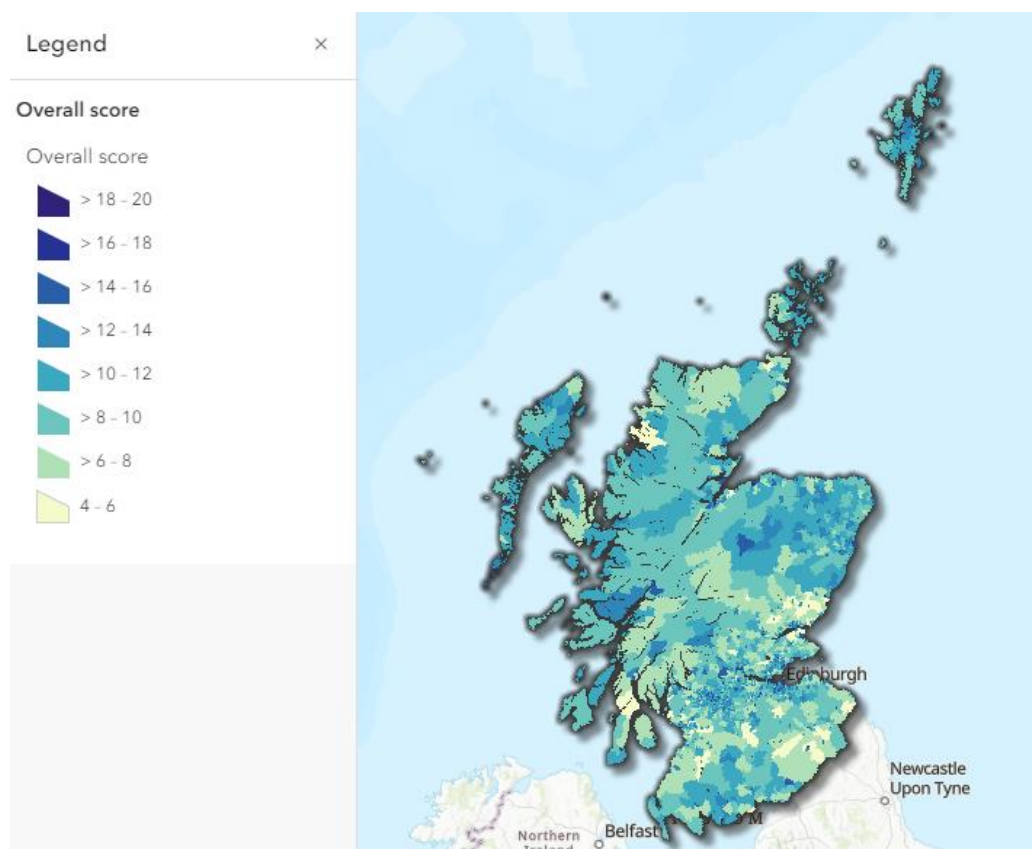 Legend ×
Overall score
Overall score
> 18 - 20
> 16 - 18
> 14 - 16
> 12 - 14
> 10 - 12
> 8 - 10
> 6 - 8
4 - 6
Edinburgh
Newcastle
Upon Tyne
Belfast
Northern